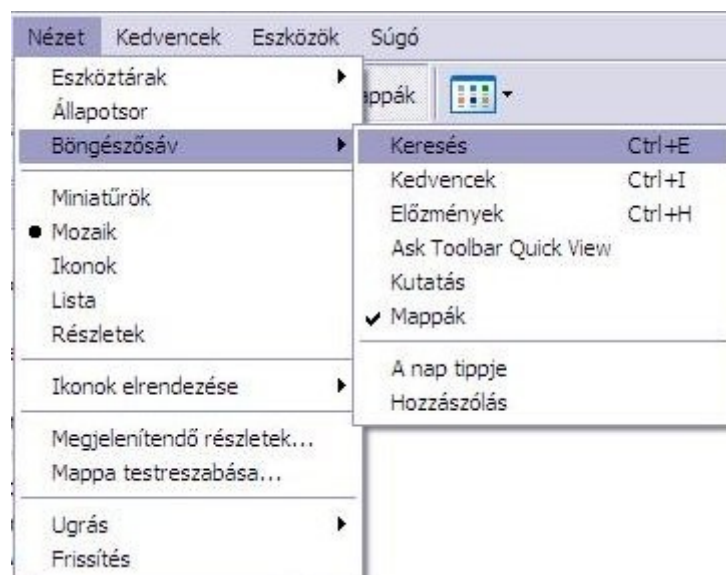 Nézet Kedvencek Eszközök Súgó
Eszköztárak
Állapotsor
Böngészősáv
Miniatűrök
Mozaik
Ikonok
Lista
Részletek
Ikonok elrendezése
Megjelenítendő részletek...
Mappa testreszabása...
Ugrás
Frissítés
appák
Keresés Ctrl+E
Kedvencek Ctrl+I
Előzmények Ctrl+H
Ask Toolbar Quick View
Kutatás
Mappák
A nap tippje
Hozzászólás